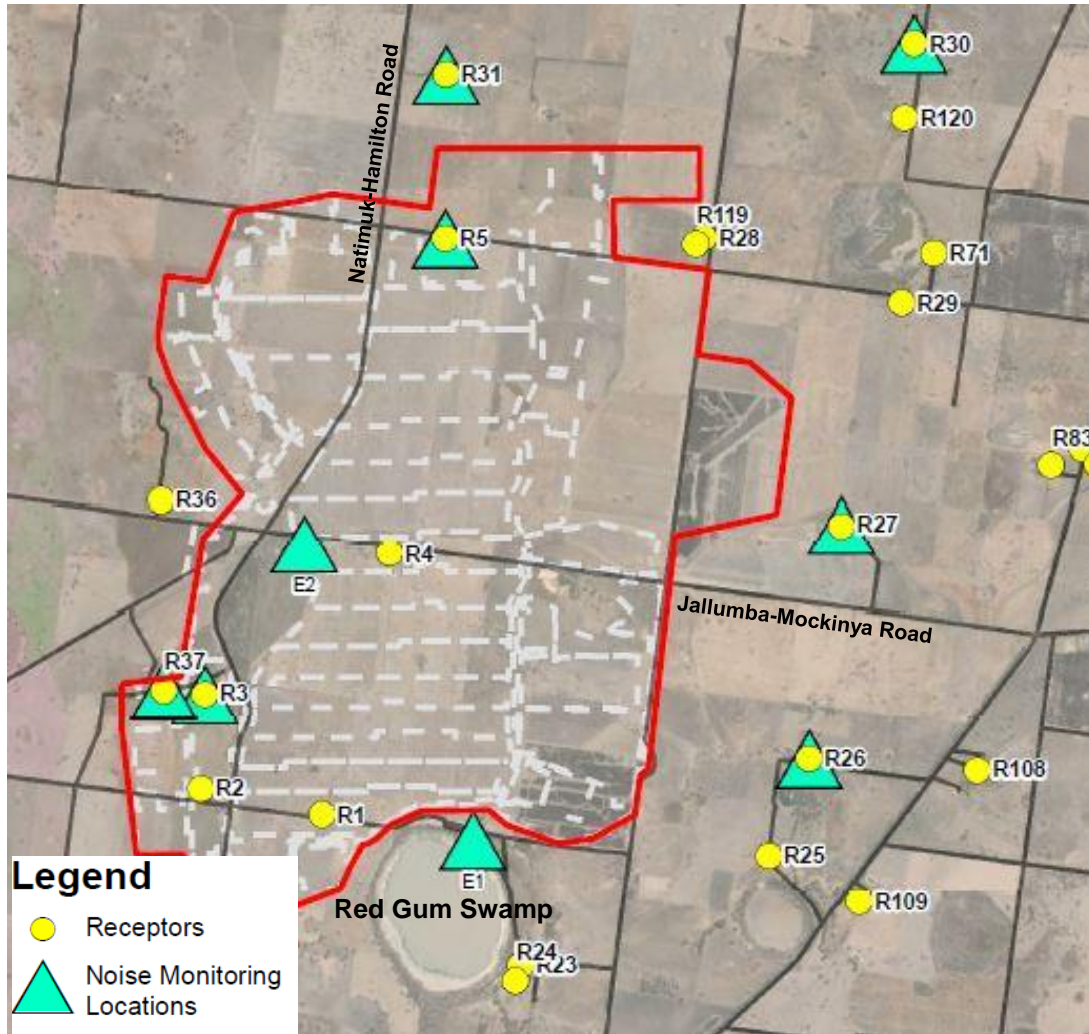 R30
R31
Natimuk-Hamilton Road
R120
R119
R5
R28
R71
R29
R83
R36
R27
R4
E2
Jallumba-Mockinya Road
R37
R3
R26
R108
R2
R1
R25
E1
R109
Red Gum Swamp
R24
R23
Legend
Receptors
Noise Monitoring
Locations